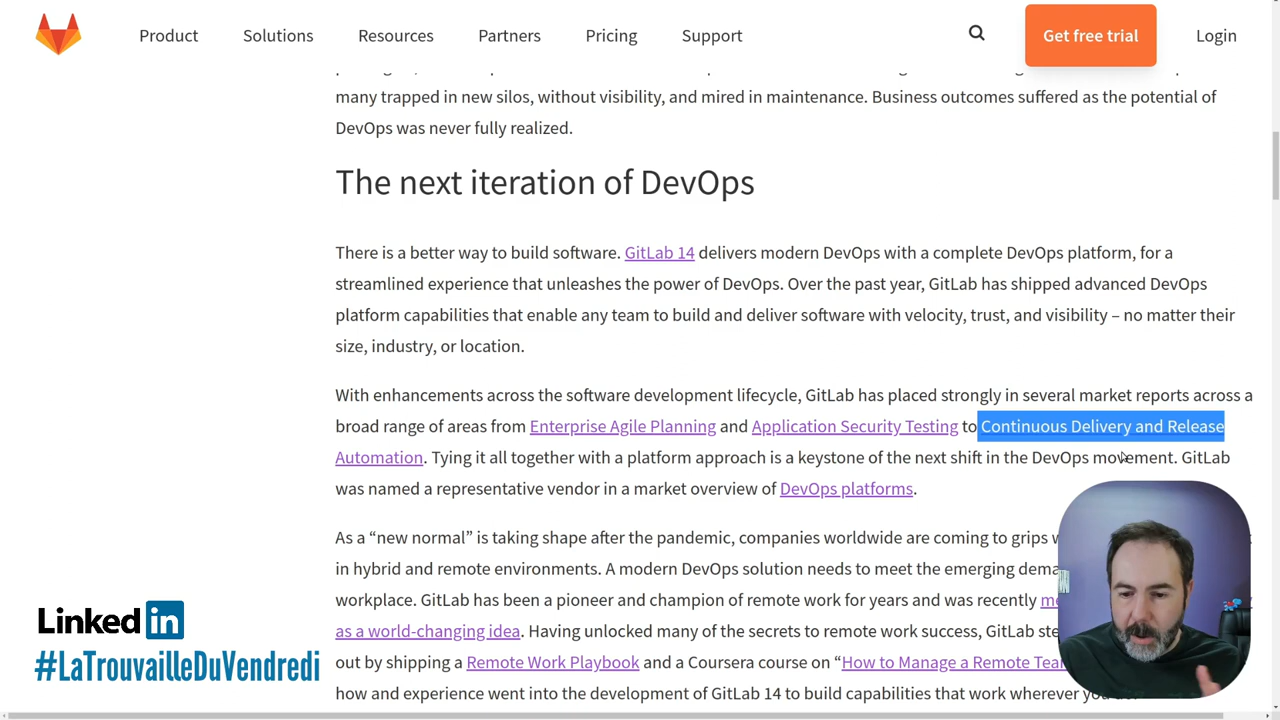 Product Solutions Resources Partners Pricing Support Get free trial Login
many trapped in new silos, without visibility, and mired in maintenance. Business outcomes suffered as the potential of
DevOps was never fully realized.
The next iteration of DevOps
There is a better way to build software. GitLab 14 delivers modern DevOps with a complete DevOps platform, for a
streamlined experience that unleashes the power of DevOps. Over the past year, GitLab has shipped advanced DevOps
platform capabilities that enable any team to build and deliver software with velocity, trust, and visibility – no matter their
size, industry, or location.
With enhancements across the software development lifecycle, GitLab has placed strongly in several market reports across a
broad range of areas from Enterprise Agile Planning and Application Security Testing to Continuous Delivery and Release
Automation. Tying it all together with a platform approach is a keystone of the next shift in the DevOps movement. GitLab
was named a representative vendor in a market overview of DevOps platforms.
As a “new normal” is taking shape after the pandemic, companies worldwide are coming to grips
in hybrid and remote environments. A modern DevOps solution needs to meet the emerging
workplace. GitLab has been a pioneer and champion of remote work for years and was recently
as a world-changing idea. Having unlocked many of the secrets to remote work success, GitLab
out by shipping a Remote Work Playbook and a Coursera course on “How to Manage a Remote
how and experience went into the development of GitLab 14 to build capabilities that work wherever
Linked in
#LaTrouvailleDuVendredi